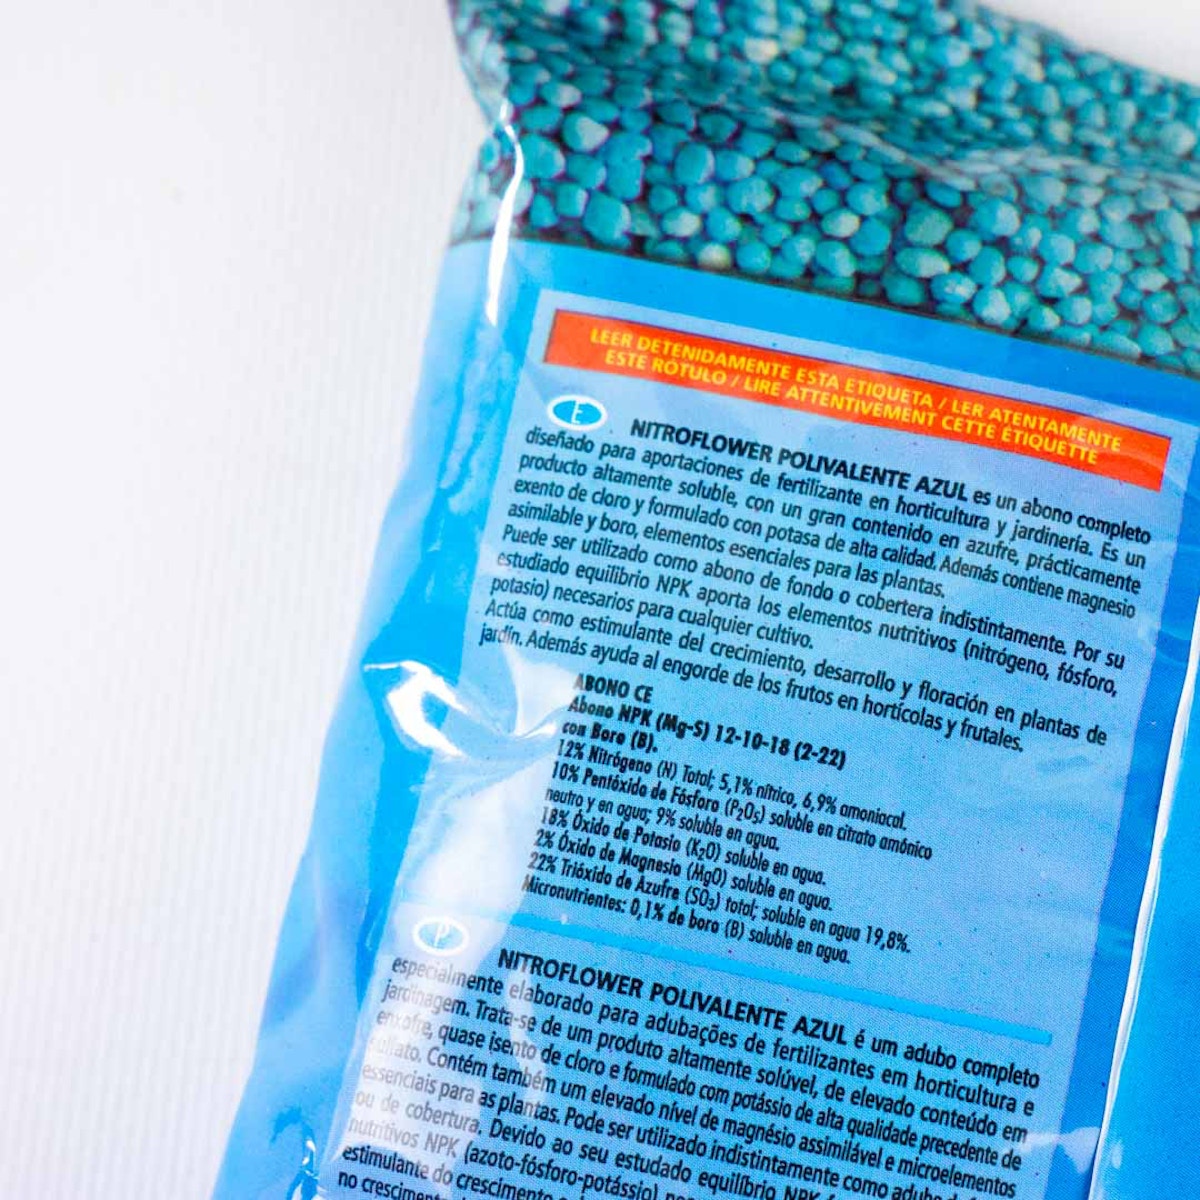 LEER DETENIDAMENTE ESTA ETIQUETA / LER ATENTAMENTE
ESTE RÓTULO / LIRE ATTENTIVEMENT CETTE ÉTIQUETTE
E
NITROFLOWER POLIVALENTE AZUL es un abono completo
diseñado para aportaciones de fertilizante en horticultura y jardinería. Es un
producto altamente soluble, con un gran contenido en azufre, prácticamente
exento de cloro y formulado con potasa de alta calidad. Además contiene magnesio
asimilable y boro, elementos esenciales para las plantas.
Puede ser utilizado como abono de fondo o cobertera indistintamente. Por su
estudiado equilibrio NPK aporta los elementos nutritivos (nitrógeno, fósforo,
potasio) necesarios para cualquier cultivo.
Actúa como estimulante del crecimiento, desarrollo y floración en plantas de
jardín. Además ayuda al engorde de los frutos en hortícolas y frutales.
ABONO CE
Abono NPK (Mg-S) 12-10-18 (2-22)
con Boro (B).
12% Nitrógeno (N) Total; 5,1% nítrico, 6,9% amoniacal.
10% Pentóxido de Fósforo (P₂O₅) soluble en citrato amónico
neutro y en agua; 9% soluble en agua.
18% Óxido de Potasio (K₂O) soluble en agua.
2% Óxido de Magnesio (MgO) soluble en agua.
22% Trióxido de Azufre (SO₃) total; soluble en agua 19,8%.
Micronutrientes: 0,1% de boro (B) soluble en agua.
P
NITROFLOWER POLIVALENTE AZUL é um adubo completo
especialmente elaborado para adubações de fertilizantes em horticultura e
jardinagem. Trata-se de um produto altamente solúvel, de elevado conteúdo em
enxofre, quase isento de cloro e formulado com potássio de alta qualidade precedente de
sulfato. Contém também um elevado nível de magnésio assimilável e microelementos
essenciais para as plantas. Pode ser utilizado indistintamente como adubo
ou de cobertura. Devido ao seu estudado equilíbrio NPK
nutritivos NPK (azoto-fósforo-potássio)
estimulante do crescimento
no